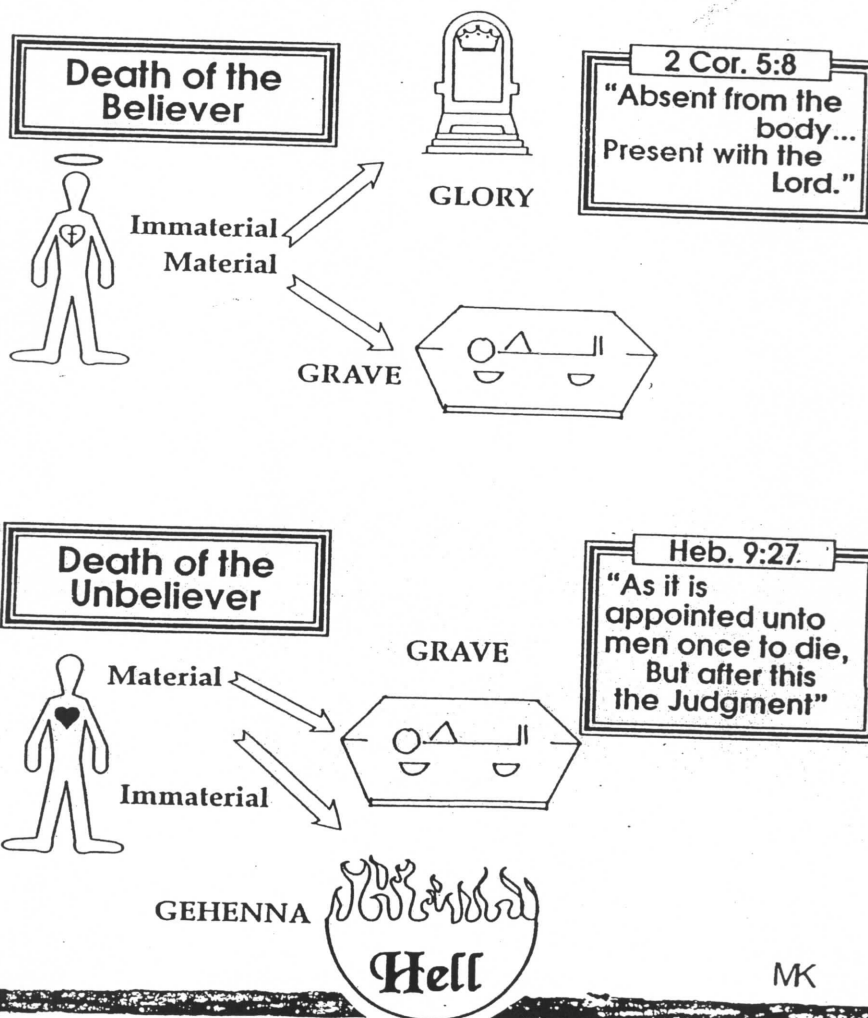 Death of the
Believer
2 Cor. 5:8
"Absent from the
body...
Present with the
Lord."
GLORY
Immaterial
Material
GRAVE
Death of the
Unbeliever
Heb. 9:27
"As it is
appointed unto
men once to die,
But after this
the Judgment"
GRAVE
Material
Immaterial
GEHENNA
Hell
MK